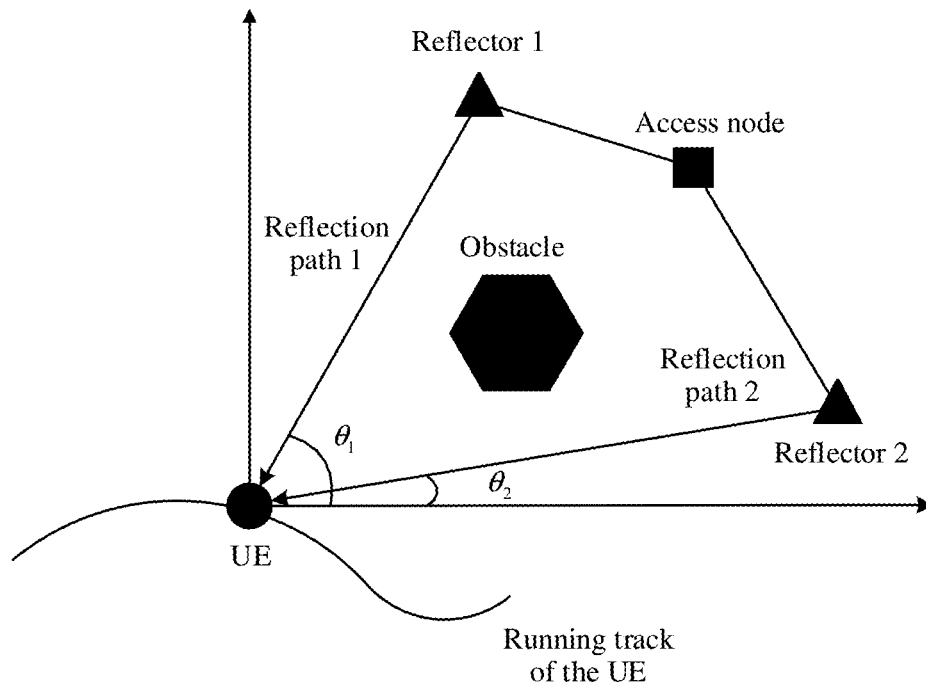 Reflector 1
Access node
Reflection
path 1
Obstacle
Reflection
path 2
θ₁
Reflector 2
θ₂
UE
Running track
of the UE